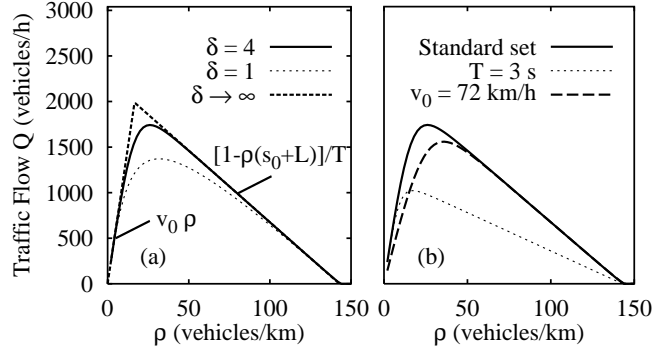 Traffic Flow Q (vehicles/h)
3000
2500
2000
1500
1000
500
0
δ = 4
δ = 1
δ → ∞
[1-ρ(s₀+L)]/T
v₀ ρ
(a)
0 50 100 150
ρ (vehicles/km)
Standard set
T = 3 s
v₀ = 72 km/h
(b)
0 50 100 150
ρ (vehicles/km)